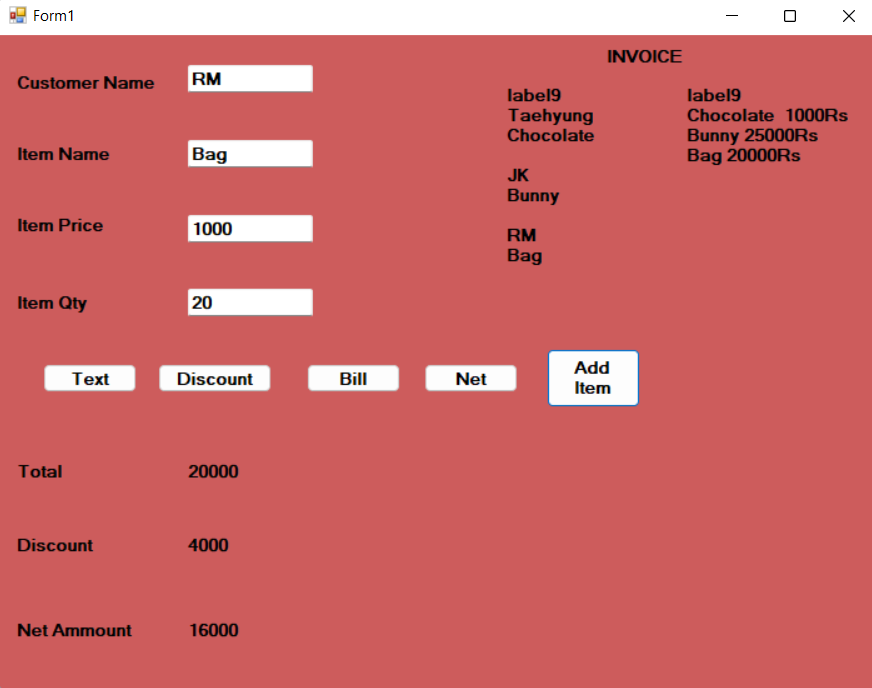 Form1
Customer Name RM
Item Name Bag
Item Price 1000
Item Qty 20
INVOICE
label9
Taehyung
Chocolate
JK
Bunny
RM
Bag
label9
Chocolate  1000Rs
Bunny 25000Rs
Bag 20000Rs
Text
Discount
Bill
Net
Add
Item
Total 20000
Discount 4000
Net Ammount 16000